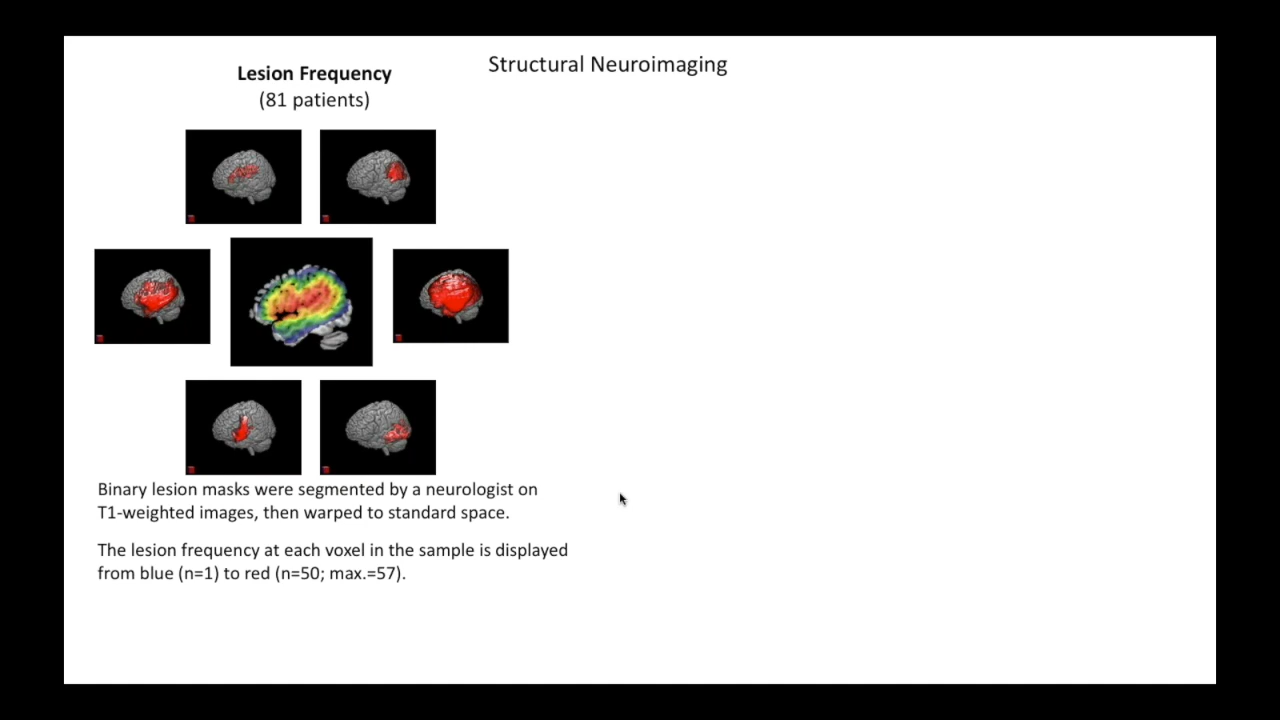 Structural Neuroimaging
Lesion Frequency
(81 patients)
Binary lesion masks were segmented by a neurologist on
T1-weighted images, then warped to standard space.
The lesion frequency at each voxel in the sample is displayed
from blue (n=1) to red (n=50; max.=57).